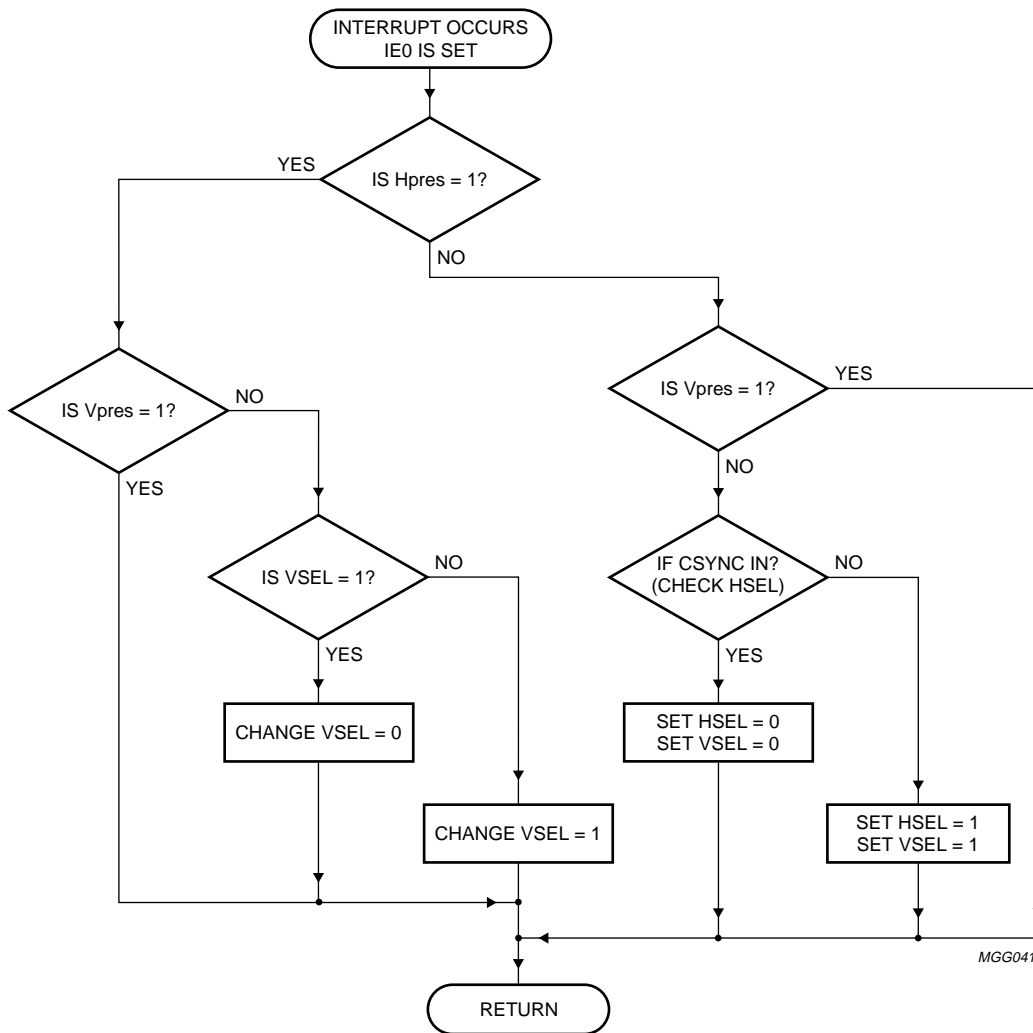 INTERRUPT OCCURS
IE0 IS SET
YES
IS Hpres = 1?
NO
IS Vpres = 1?
NO
YES
IS Vpres = 1?
YES
NO
IS VSEL = 1?
NO
YES
IF CSYNC IN?
(CHECK HSEL)
NO
YES
CHANGE VSEL = 0
SET HSEL = 0
SET VSEL = 0
CHANGE VSEL = 1
SET HSEL = 1
SET VSEL = 1
MGG041
RETURN